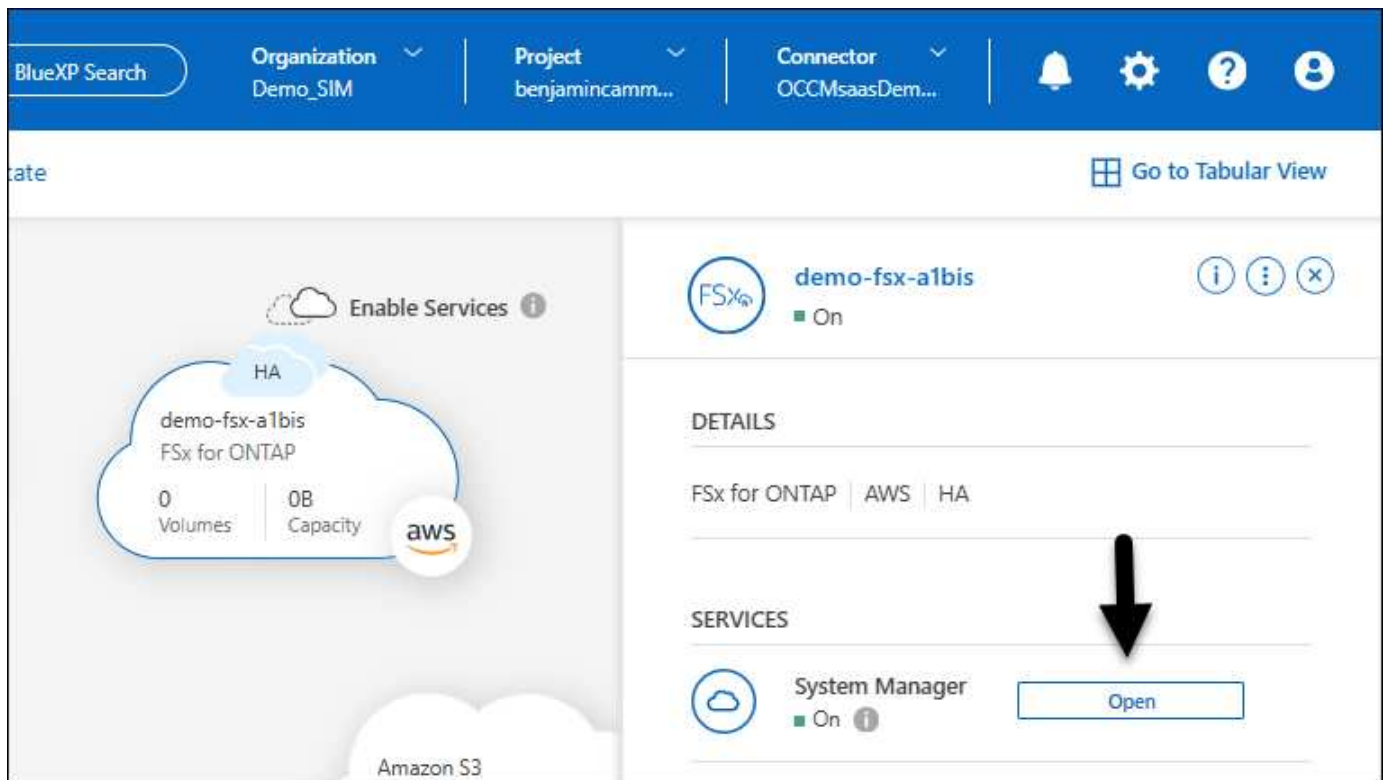 BlueXP Search
Organization
Demo_SIM
Project
benjamincamm...
Connector
OCCMsaasDem...
Go to Tabular View
Enable Services
HA
demo-fsx-a1bis
FSx for ONTAP
0
Volumes
0B
Capacity
aws
Amazon S3
FSx
demo-fsx-a1bis
On
DETAILS
FSx for ONTAP | AWS | HA
SERVICES
System Manager
On
Open